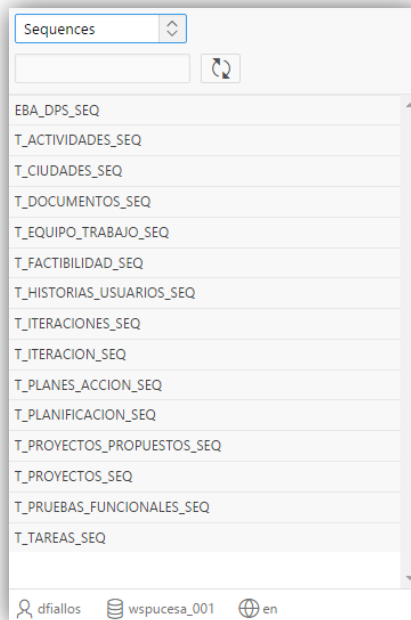 Sequences
EBA_DPS_SEQ
T_ACTIVIDADES_SEQ
T_CIUDADES_SEQ
T_DOCUMENTOS_SEQ
T_EQUIPO_TRABAJO_SEQ
T_FACTIBILIDAD_SEQ
T_HISTORIAS_USUARIOS_SEQ
T_ITERACIONES_SEQ
T_ITERACION_SEQ
T_PLANES_ACCION_SEQ
T_PLANIFICACION_SEQ
T_PROYECTOS_PROPUESTOS_SEQ
T_PROYECTOS_SEQ
T_PRUEBAS_FUNCIONALES_SEQ
T_TAREAS_SEQ
dfiallos wspucesa_001 en